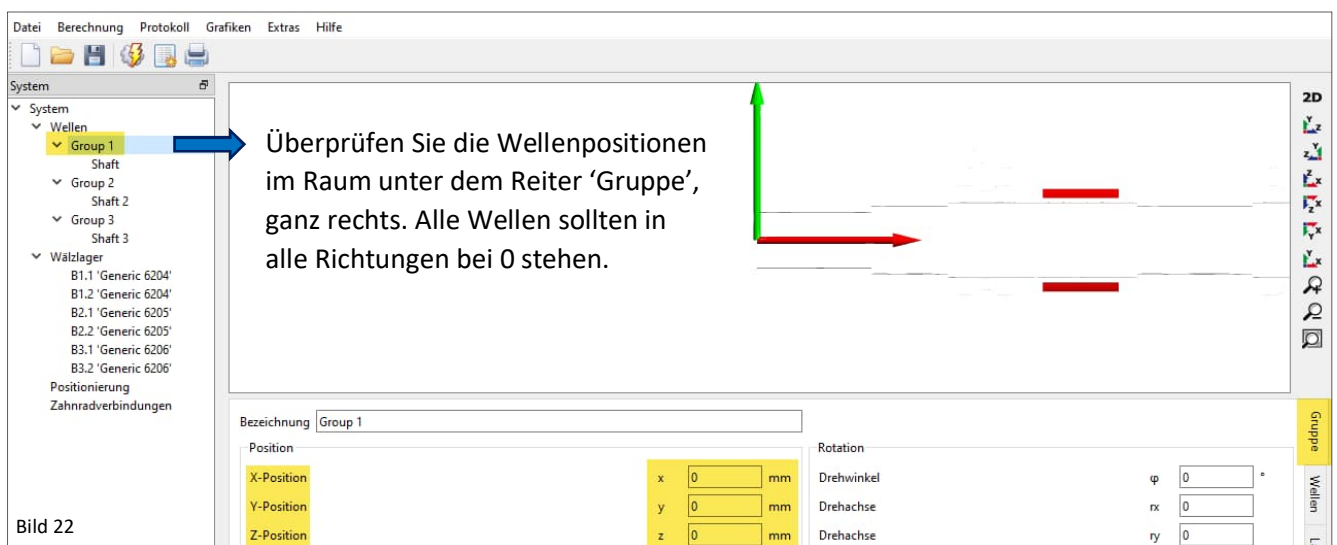 Datei Berechnung Protokoll Grafiken Extras Hilfe
System
System
Wellen
Group 1
Shaft
Group 2
Shaft 2
Group 3
Shaft 3
Wälzlager
B1.1 'Generic 6204'
B1.2 'Generic 6204'
B2.1 'Generic 6205'
B2.2 'Generic 6205'
B3.1 'Generic 6206'
B3.2 'Generic 6206'
Positionierung
Zahnradverbindungen
Bild 22
Überprüfen Sie die Wellenpositionen
im Raum unter dem Reiter ‘Gruppe’,
ganz rechts. Alle Wellen sollten in
alle Richtungen bei 0 stehen.
2D
Y z
z Y
Z x
z x
Y x
Y x
Bezeichnung Group 1
Position
X-Position x 0 mm
Y-Position y 0 mm
Z-Position z 0 mm
Rotation
Drehwinkel φ 0 °
Drehachse rx 0
Drehachse ry 0
Gruppe
Wellen